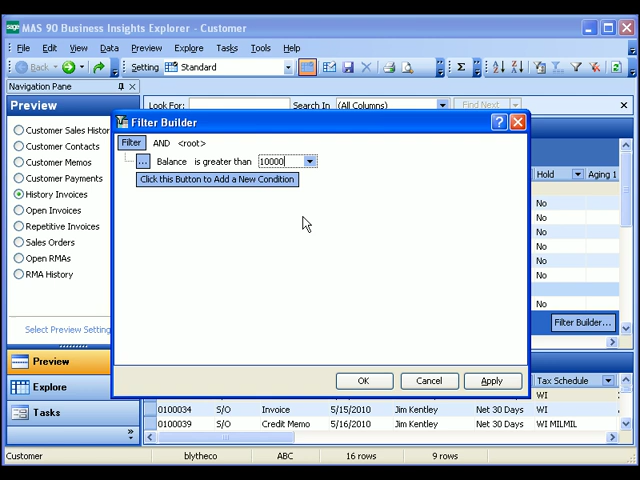 sage MAS 90 Business Insights Explorer - Customer
File Edit View Data Preview Explore Tasks Tools Help
Back Setting Standard Σ
Navigation Pane
Look For: Search In (All Columns) Find Next
Preview
Customer Sales Histor
Customer Contacts
Customer Memos
Customer Payments
History Invoices
Open Invoices
Repetitive Invoices
Sales Orders
Open RMAs
RMA History
Select Preview Setting
Preview
Explore
Tasks
Filter Builder
Filter AND <root>
... Balance is greater than 10000
Click this Button to Add a New Condition
OK Cancel Apply
Hold Aging 1
No
No
No
No
No
No
Filter Builder...
Tax Schedule
WI
0100034 S/O Invoice 5/15/2010 Jim Kentley Net 30 Days WI
0100039 S/O Credit Memo 5/16/2010 Jim Kentley Net 30 Days WI MILMIL
Customer blytheco ABC 16 rows 9 rows